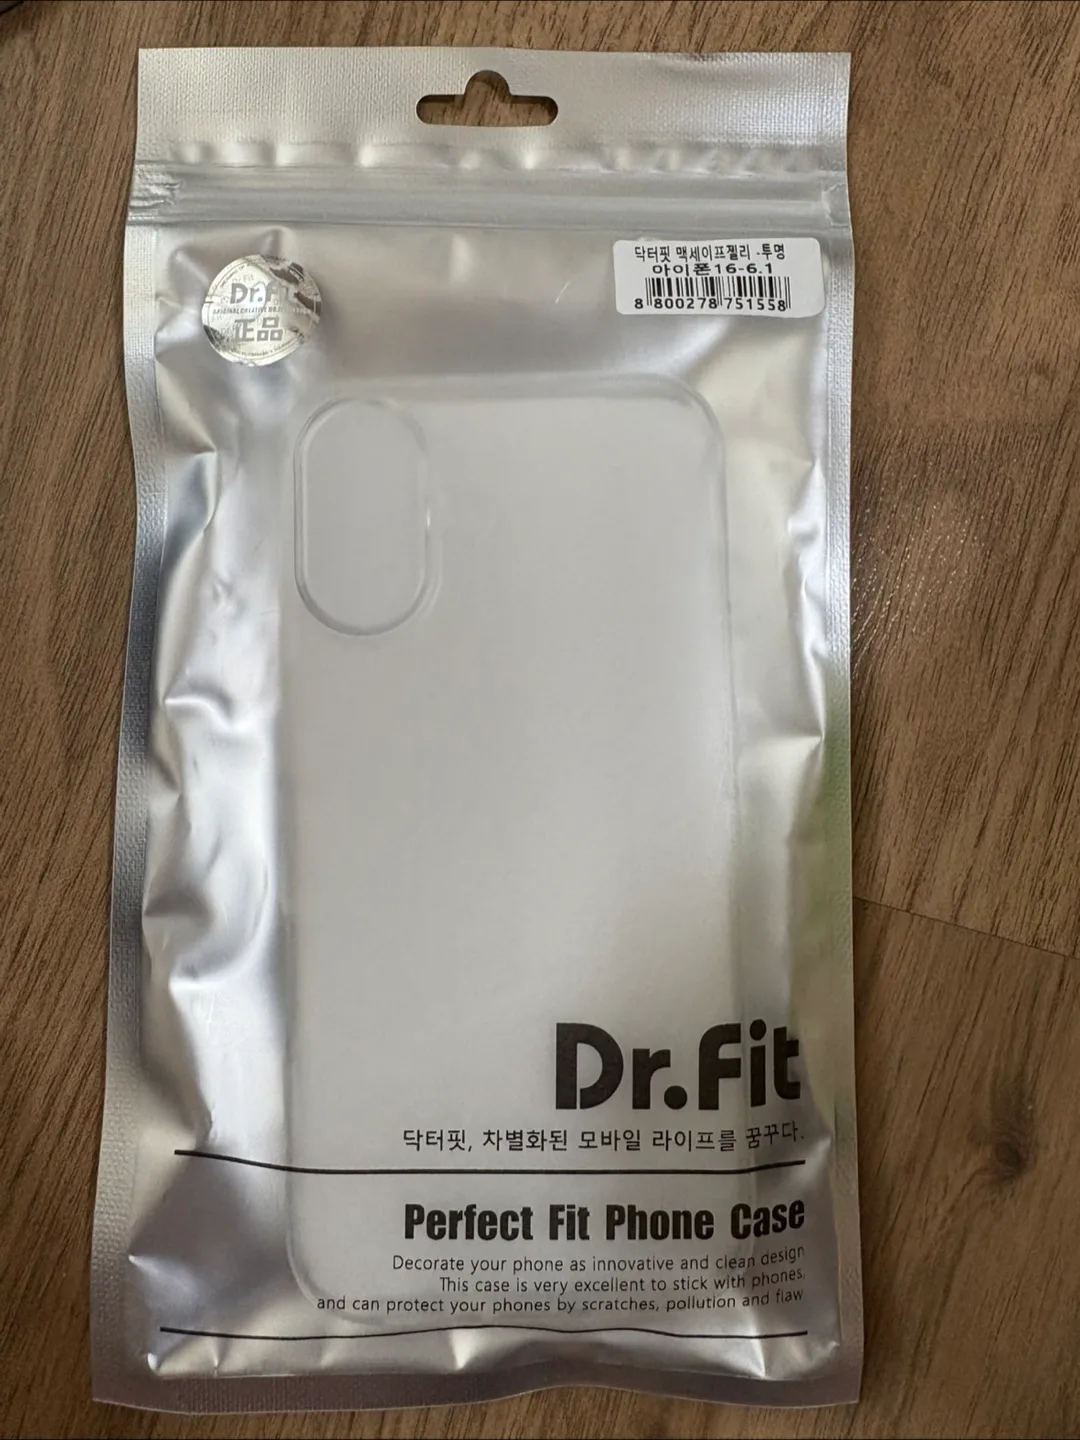 닥터핏 맥세이프젤리 -투명
아이폰16-6.1
8 800278 751558
Dr.Fit
正品
Dr.Fit
닥터핏, 차별화된 모바일 라이프를 꿈꾸다.
Perfect Fit Phone Case
Decorate your phone as innovative and clean design
This case is very excellent to stick with phones,
and can protect your phones by scratches, pollution and flaw